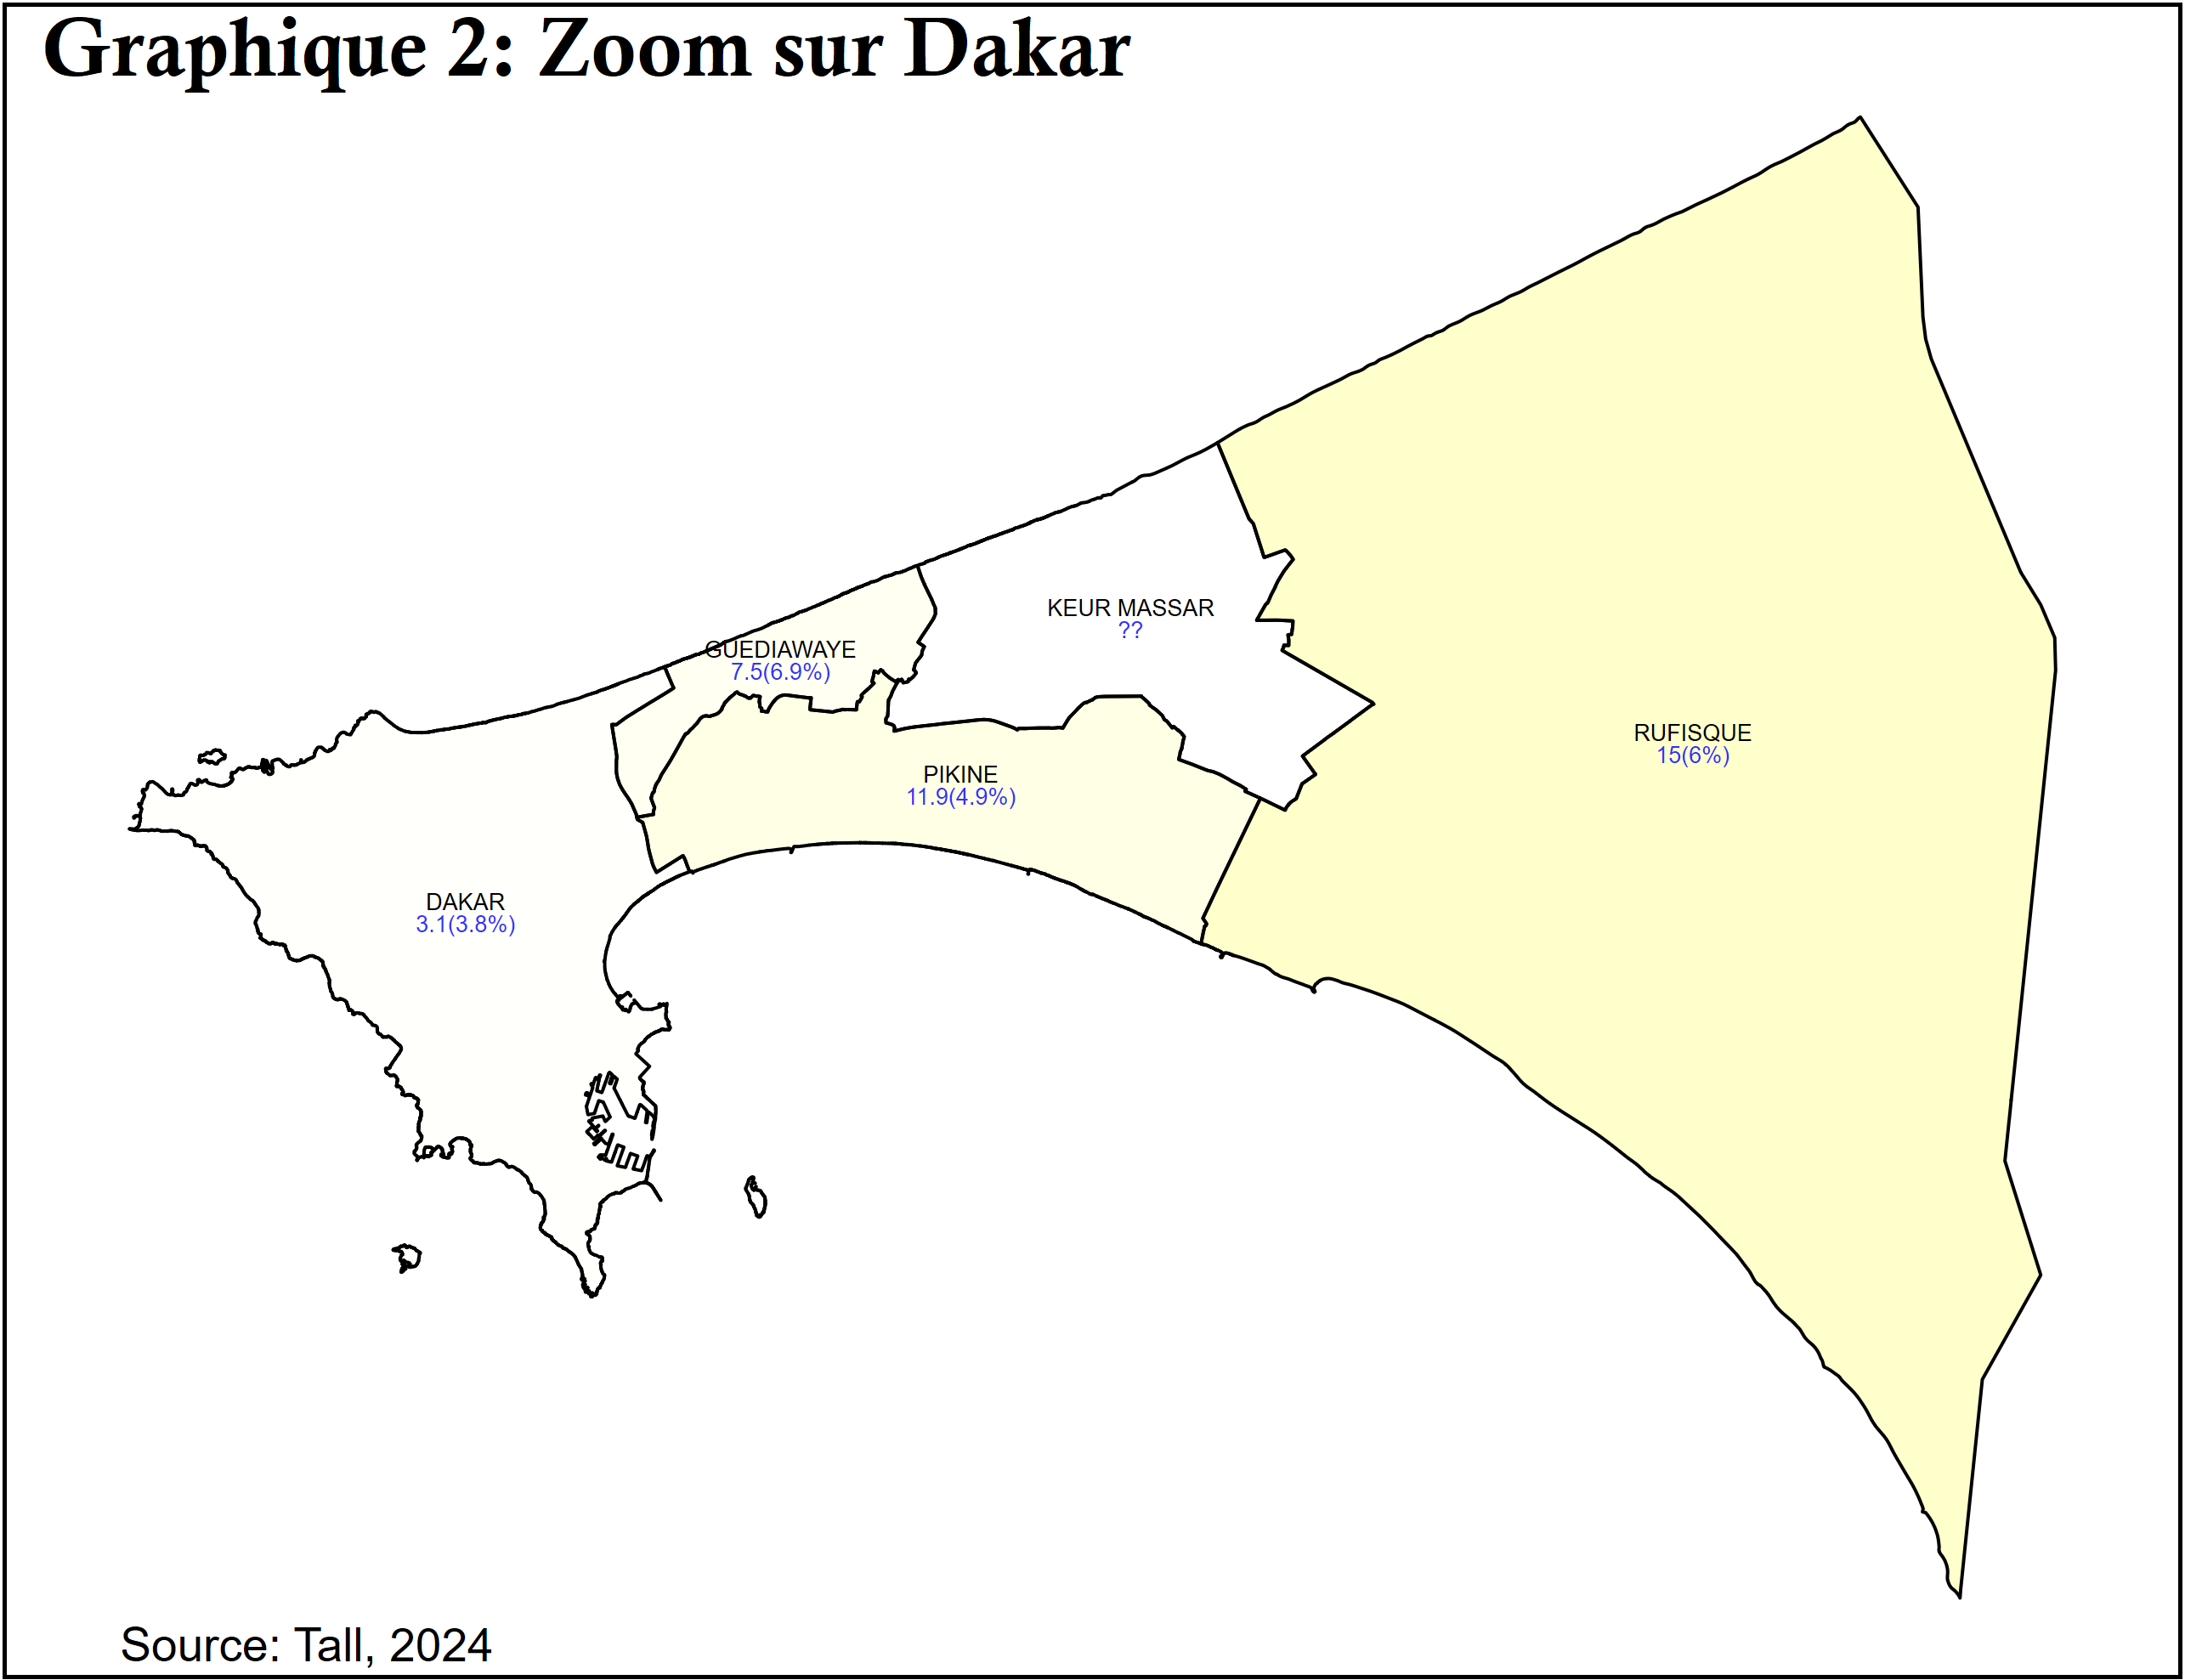 Graphique 2: Zoom sur Dakar
KEUR MASSAR
??
GUEDIAWAYE
7.5(6.9%)
RUFISQUE
15(6%)
PIKINE
11.9(4.9%)
DAKAR
3.1(3.8%)
Source: Tall, 2024